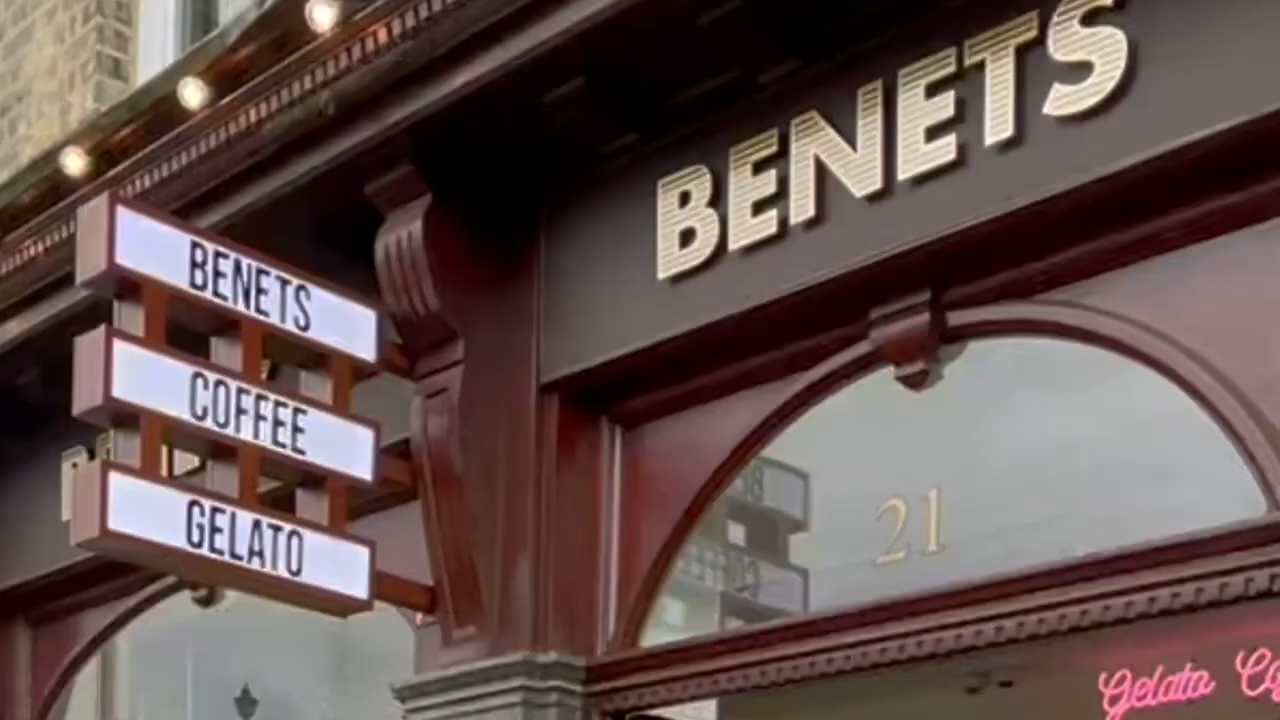 BENETS
BENETS
COFFEE
GELATO
21
Gelato